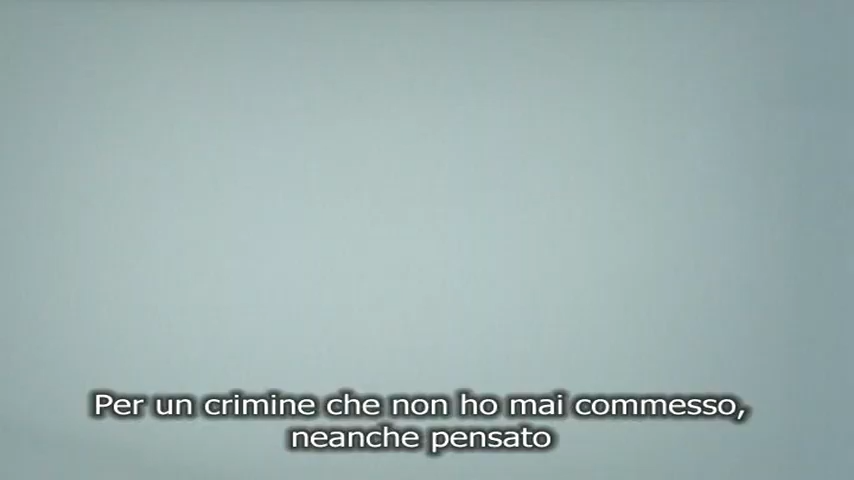 Per un crimine che non ho mai commesso,
neanche pensato